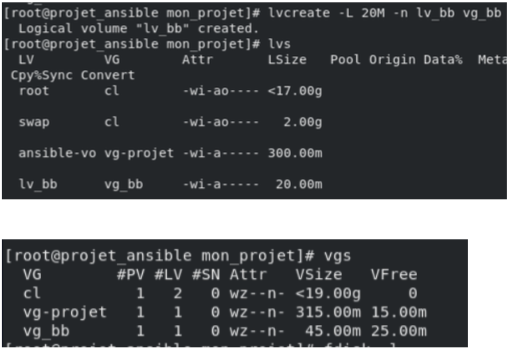 [root@projet_ansible mon_projet]# lvcreate -L 20M -n lv_bb vg_bb
Logical volume "lv_bb" created.
[root@projet_ansible mon_projet]# lvs
LV VG Attr LSize Pool Origin Data% Meta
Cpy%Sync Convert
root cl -wi-ao---- <17.00g
swap cl -wi-ao---- 2.00g
ansible-vo vg-projet -wi-a----- 300.00m
lv_bb vg_bb -wi-a----- 20.00m
[root@projet_ansible mon_projet]# vgs
VG #PV #LV #SN Attr VSize VFree
cl 1 2 0 wz--n- <19.00g 0
vg-projet 1 1 0 wz--n- 315.00m 15.00m
vg_bb 1 1 0 wz--n- 45.00m 25.00m